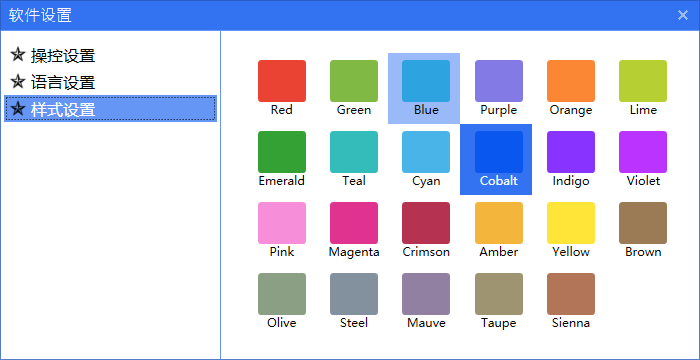 软件设置
操控设置
语言设置
样式设置
Red Green Blue Purple Orange Lime
Emerald Teal Cyan Cobalt Indigo Violet
Pink Magenta Crimson Amber Yellow Brown
Olive Steel Mauve Taupe Sienna